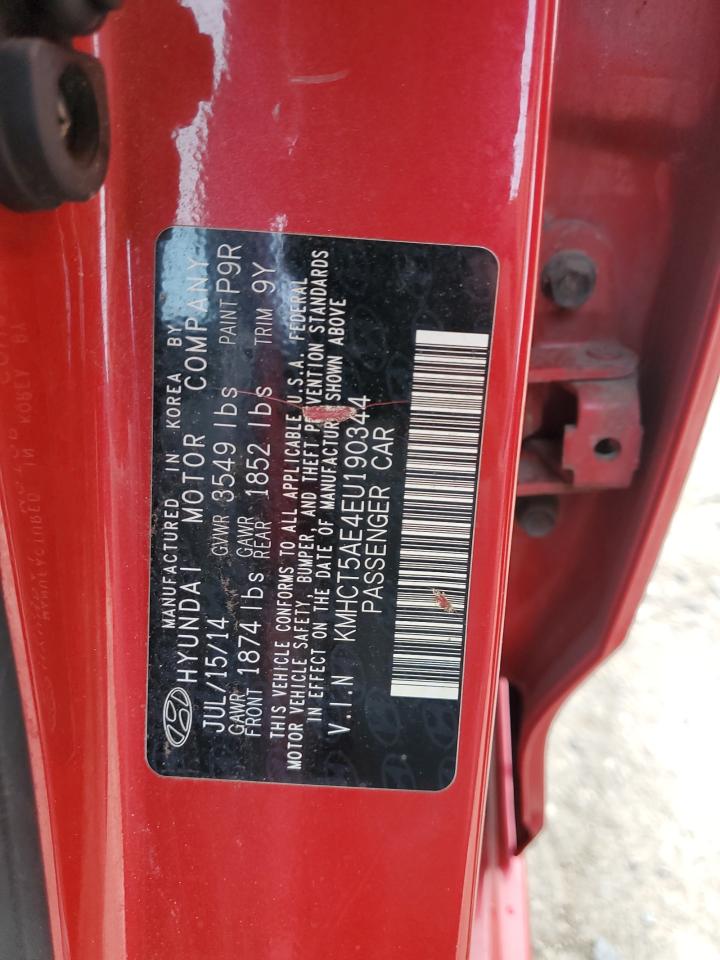 MANUFACTURED IN KOREA BY
HYUNDAI MOTOR COMPANY
JUL/15/14 GVWR 3549 lbs PAINT P9R
GAWR FRONT 1874 lbs GAWR REAR 1852 lbs TRIM 9Y
THIS VEHICLE CONFORMS TO ALL APPLICABLE U.S.A. FEDERAL
MOTOR VEHICLE SAFETY, BUMPER, AND THEFT STANDARDS
IN EFFECT ON THE DATE OF MANUFACTURE SHOWN ABOVE
V.I.N KMHCT5AE4EU190344
PASSENGER CAR